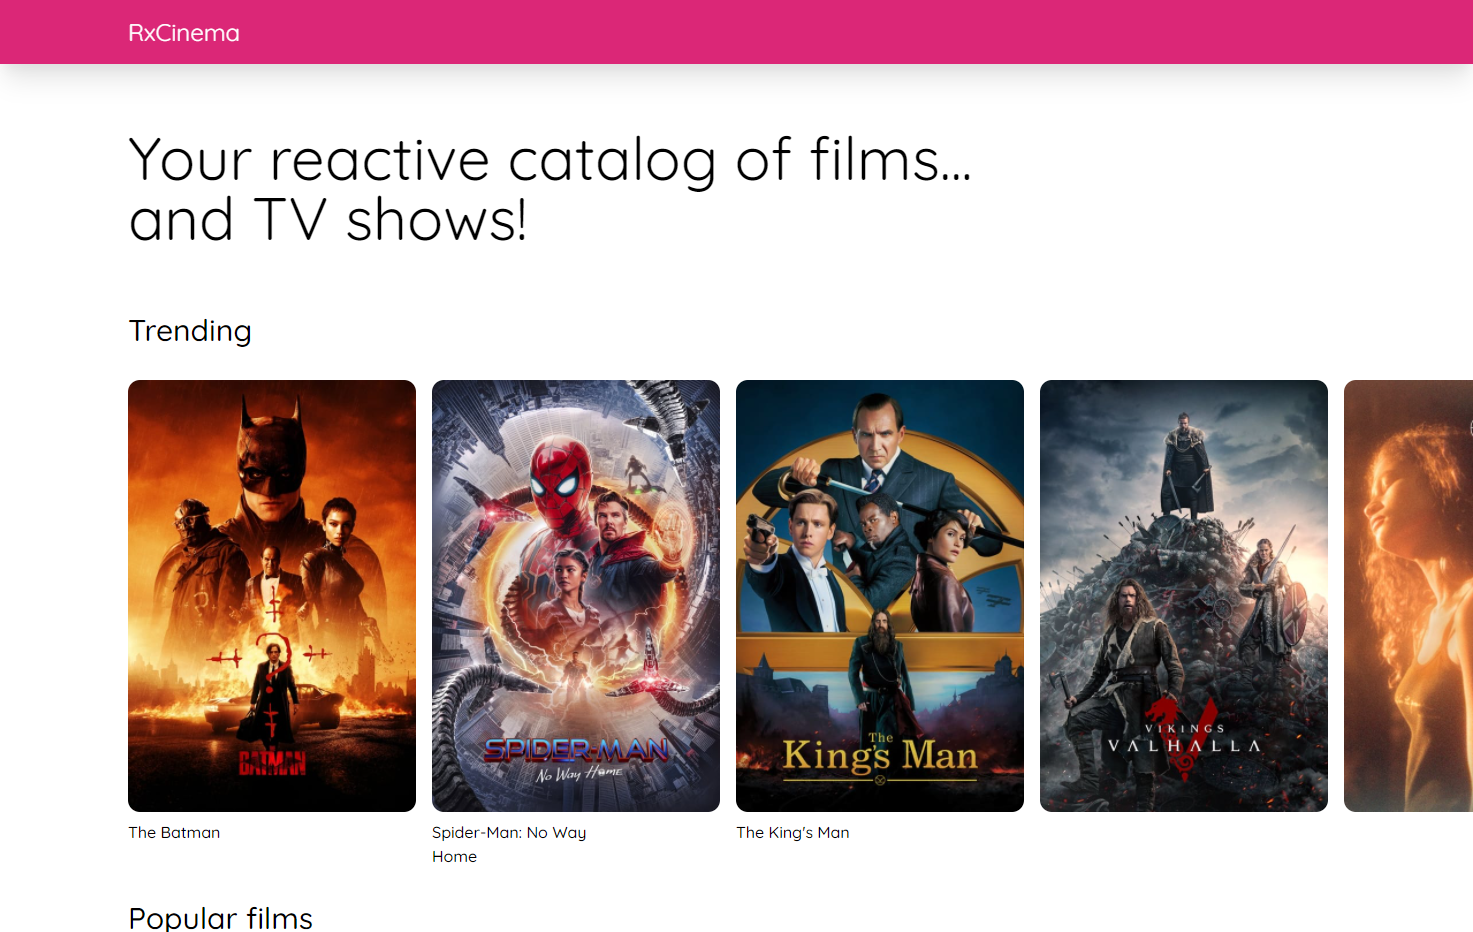 RxCinema
Your reactive catalog of films...
and TV shows!
Trending
BATMAN
SPIDER-MAN
No Way Home
The
King's Man
VIKINGS
VALHALLA
The Batman
Spider-Man: No Way
Home
The King's Man
Popular films